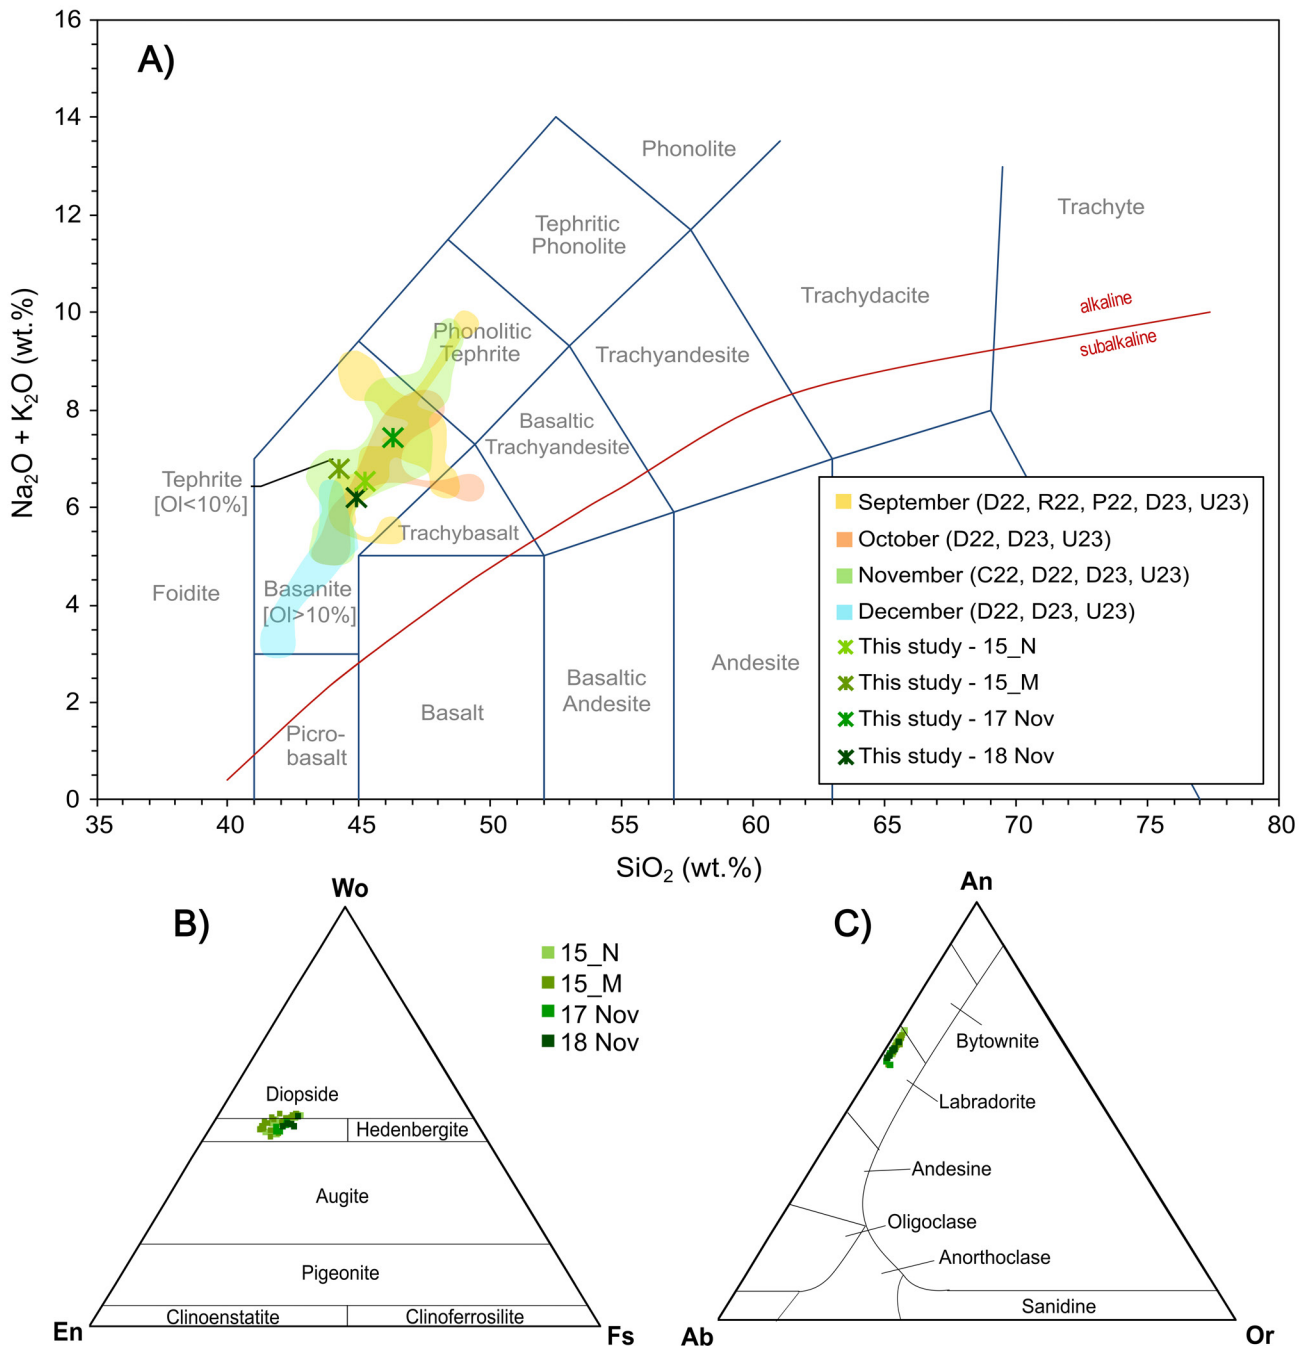 A)
16
14
12
10
8
6
4
2
0
Na₂O + K₂O (wt.%)
Phonolite
Trachyte
Tephritic
Phonolite
Trachydacite
alkaline
subalkaline
Phonolitic
Tephrite
Trachyandesite
Basaltic
Trachyandesite
Tephrite
[Ol<10%]
Trachybasalt
Foidite
Basanite
[Ol>10%]
Andesite
Basaltic
Andesite
Basalt
Picro-
basalt
September (D22, R22, P22, D23, U23)
October (D22, D23, U23)
November (C22, D22, D23, U23)
December (D22, D23, U23)
This study - 15_N
This study - 15_M
This study - 17 Nov
This study - 18 Nov
35 40 45 50 55 60 65 70 75 80
SiO₂ (wt.%)
B)
Wo
15_N
15_M
17 Nov
18 Nov
Diopside
Hedenbergite
Augite
Pigeonite
Clinoenstatite
Clinoferrosilite
En
Fs
C)
An
Bytownite
Labradorite
Andesine
Oligoclase
Anorthoclase
Sanidine
Ab
Or